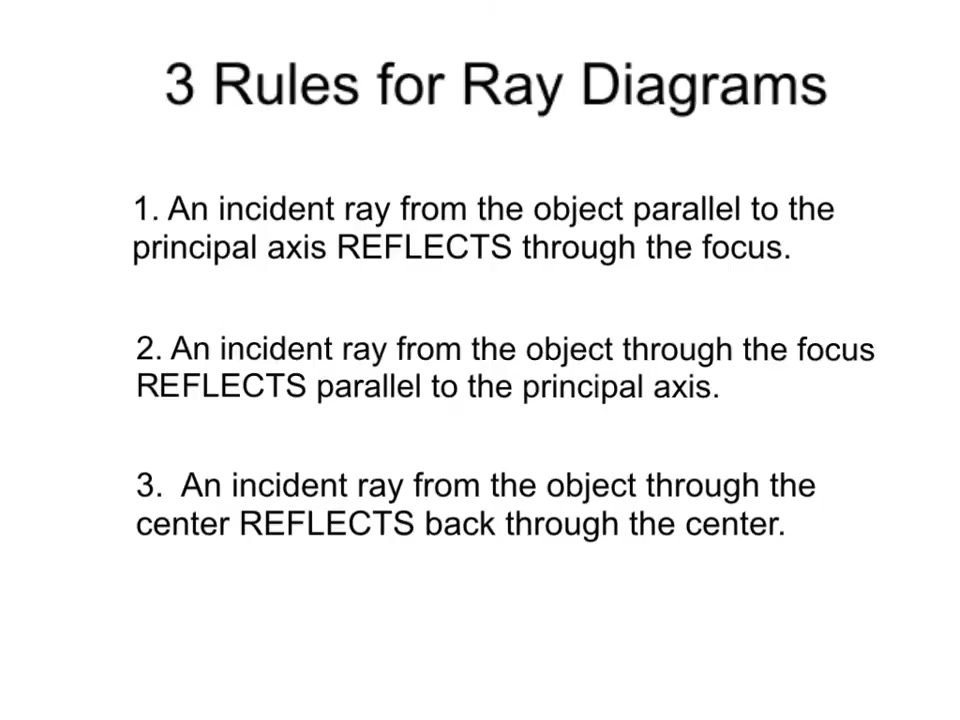 3 Rules for Ray Diagrams
1. An incident ray from the object parallel to the
principal axis REFLECTS through the focus.
2. An incident ray from the object through the focus
REFLECTS parallel to the principal axis.
3.  An incident ray from the object through the
center REFLECTS back through the center.